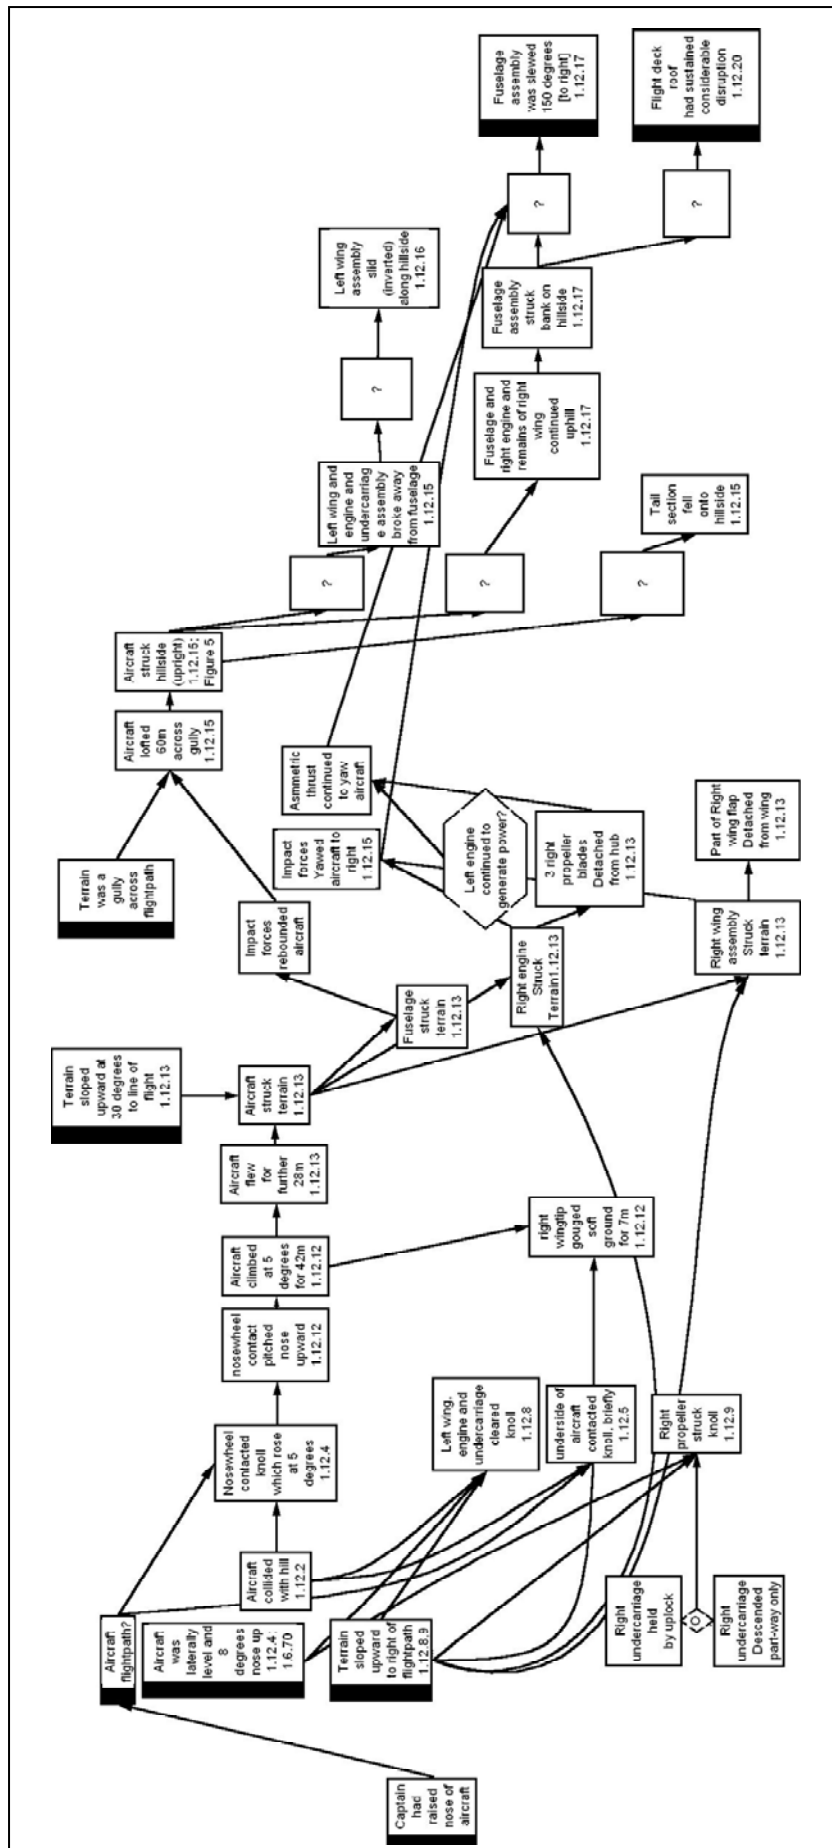 Captain
had
raised
nose of
aircraft
Aircraft
flightpath?
Aircraft
was
laterally
level and
8
degrees
nose up
1.12.4:
1.6.70
Terrain
sloped
upward
to right of
flightpath
1.12.8.9
Right
undercarriage
held
by uplock
O
Right
undercarriage
Descended
part-way only
Aircraft
collided
with hill
1.12.2
Nosewheel
contacted
knoll
which rose
at 5
degrees
1.12.4
Left wing,
engine and
undercarriage
cleared
knoll
1.12.8
underside of
aircraft
contacted
knoll, briefly
1.12.5
Right
propeller
struck
knoll
1.12.9
nosewheel
contact
pitched
nose
upward
1.12.12
Aircraft
climbed
at 5
degrees
for 42m
1.12.12
right
wingtip
gouged
soft
ground
for 7m
1.12.12
Aircraft
flew
for
further
28m
1.12.13
Terrain
sloped
upward at
30 degrees
to line of
flight
1.12.13
Aircraft
struck
terrain
1.12.13
Fuselage
struck
terrain
1.12.13
Right engine
Struck
Terrain1.12.13
Right wing
assembly
Struck
terrain
1.12.13
Part of Right
wing flap
Detached
from wing
1.12.13
Impact
forces
rebounded
aircraft
Terrain
was a
gully
across
flightpath
Impact
forces
Yawed
aircraft to
right
1.12.15
Asmmetric
thrust
continued
to yaw
aircraft
Left engine
continued to
generate power?
3 right
propeller
blades
Detached
from hub
1.12.13
Aircraft
lofted
60m
across
gully
1.12.15
Aircraft
struck
hillside
(upright)
1.12.15;
Figure 5
?
?
?
Left wing and
engine and
undercarriag
e assembly
broke away
from fuselage
1.12.15
Tail
section
fell
onto
hillside
1.12.15
?
Left wing
assembly
slid
(inverted)
along hillside
1.12.16
Fuselage and
right engine and
remains of right
wing
continued
uphill
1.12.17
Fuselage
assembly
struck
bank on
hillside
1.12.17
?
?
Fuselage
assembly
was slewed
150 degrees
[to right]
1.12.17
Flight deck
roof
had sustained
considerable
disruption
1.12.20